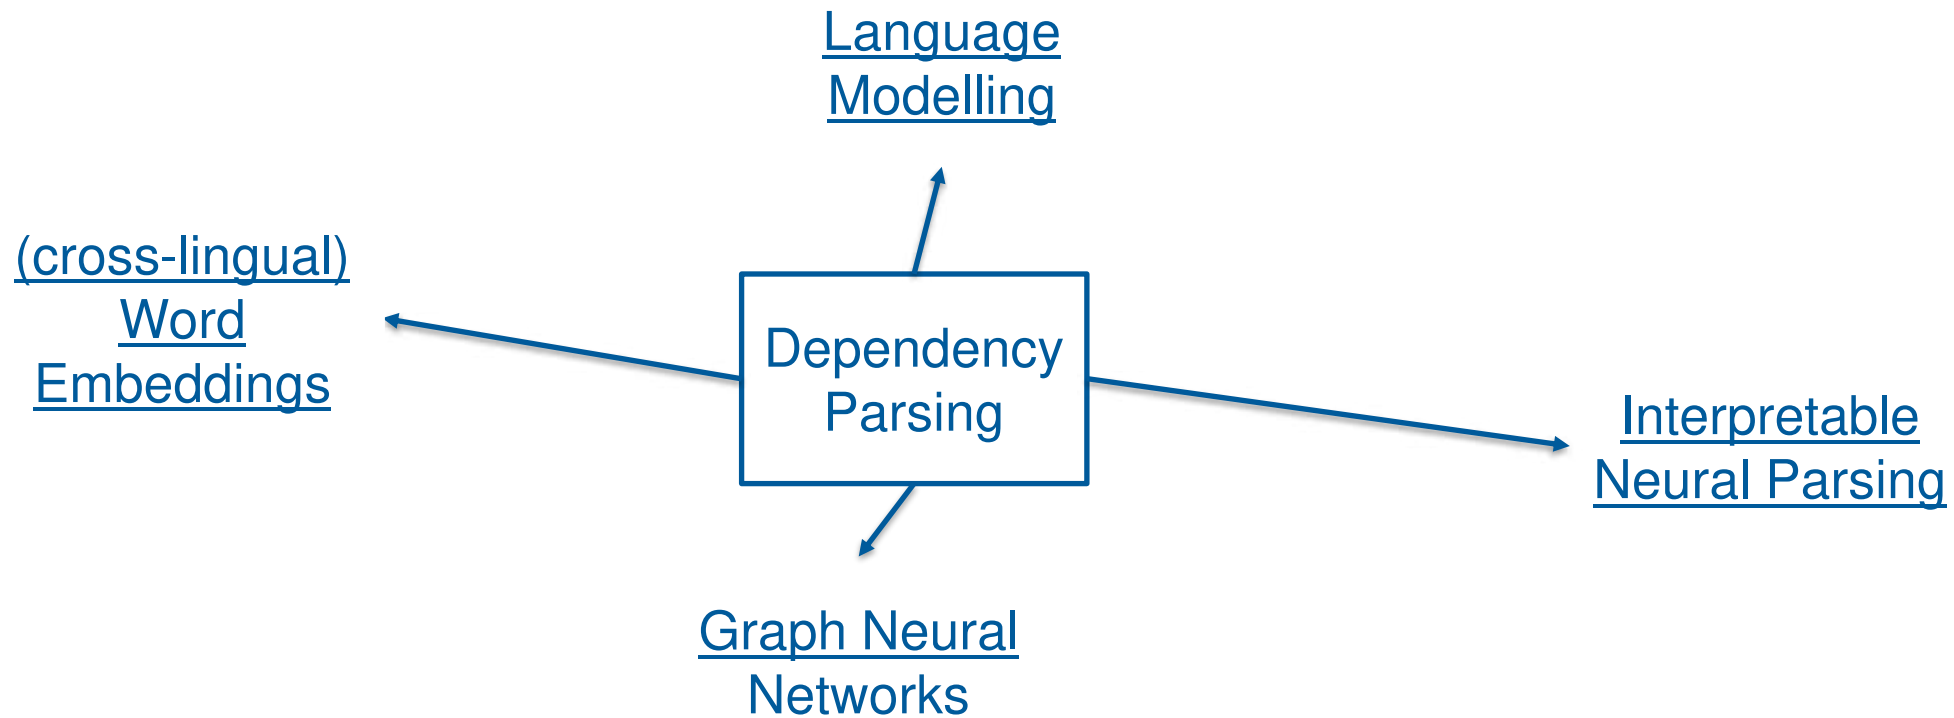 Language
Modelling
(cross-lingual)
Word
Embeddings
Dependency
Parsing
Interpretable
Neural Parsing
Graph Neural
Networks